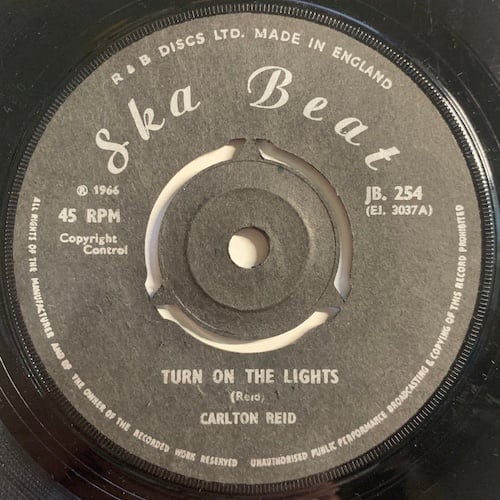 R & B DISCS LTD. MADE IN ENGLAND
Ska Beat
℗ 1966
45 RPM
Copyright
Control
JB. 254
(EJ. 3037A)
TURN ON THE LIGHTS
(Reid)
CARLTON REID
ALL RIGHTS OF THE MANUFACTURER AND OF THE OWNER OF THE RECORDED WORK RESERVED UNAUTHORISED PUBLIC PERFORMANCE BROADCASTING & COPYING OF THIS RECORD PROHIBITED